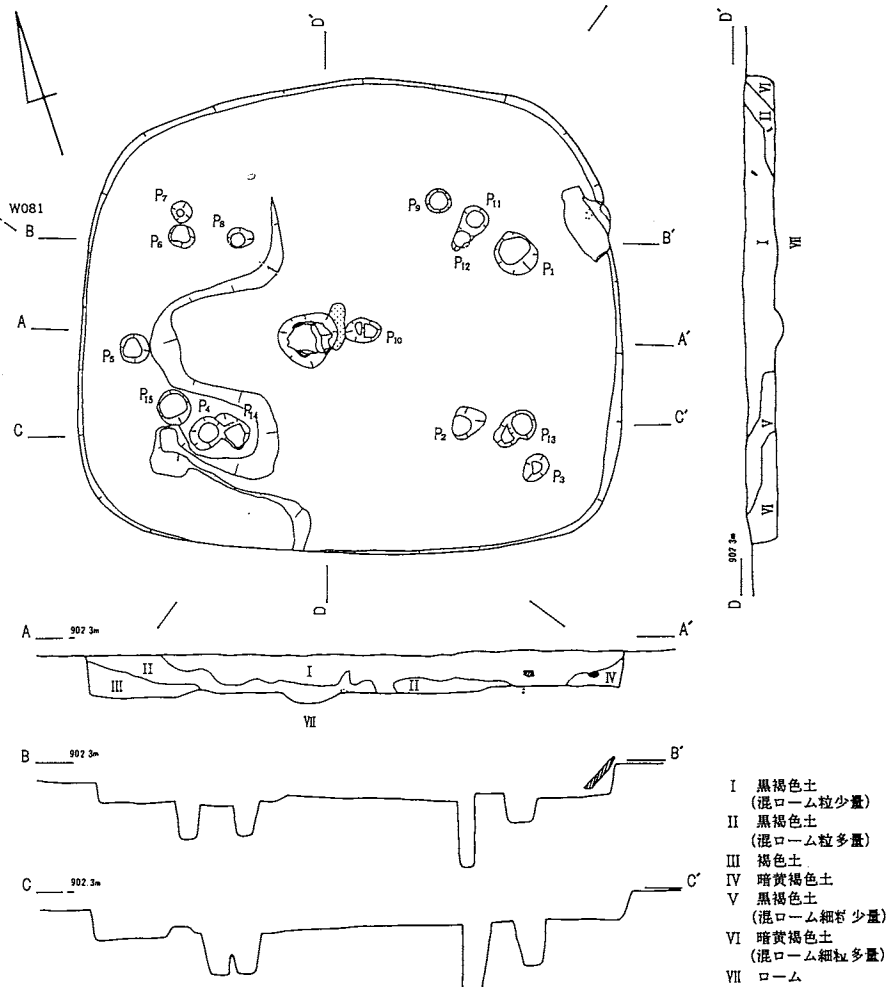 D′
D′
VI
II
P₇
P₉
P₁₁
W081
B
P₆
P₈
P₁₂
P₁
B′
I
VII
A
P₅
P₁₀
A′
P₁₅
P₄
P₁₄
P₂
P₁₃
C
C′
V
P₃
VI
902 3m
D
D
A
902 3m
A′
II
I
III
II
IV
VII
B
902 3m
B′
C
902.3m
C′
I 黒褐色土
(混ローム粒少量)
II 黒褐色土
(混ローム粒多量)
III 褐色土
IV 暗黄褐色土
V 黒褐色土
(混ローム細粒少量)
VI 暗黄褐色土
(混ローム細粒多量)
VII ローム